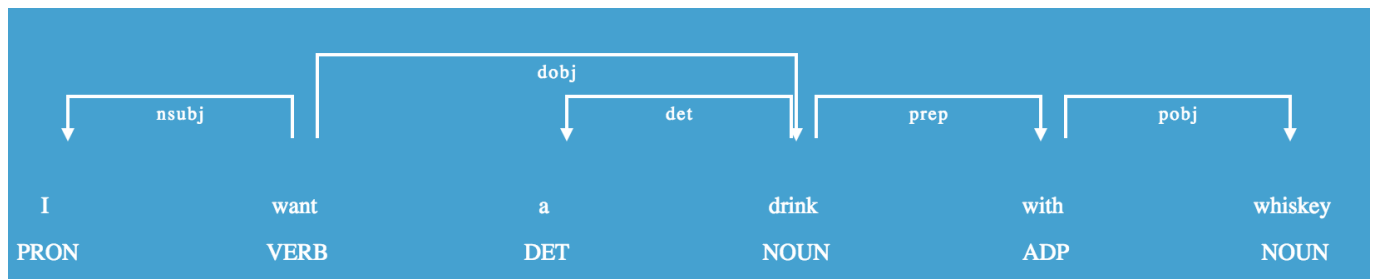 dobj
nsubj det prep pobj
I want a drink with whiskey
PRON VERB DET NOUN ADP NOUN